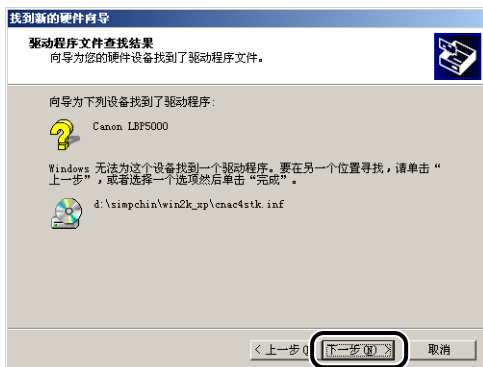 找到新的硬件向导
驱动程序文件查找结果
向导为您的硬件设备找到了驱动程序文件。
向导为下列设备找到了驱动程序:
Canon LBP5000
Windows 无法为这个设备找到一个驱动程序。要在另一个位置寻找，请单击“
上一步”，或者选择一个选项然后单击“完成”。
d:\simpchin\win2k_xp\cnac4stk.inf
< 上一步(
下一步(N) >
取消